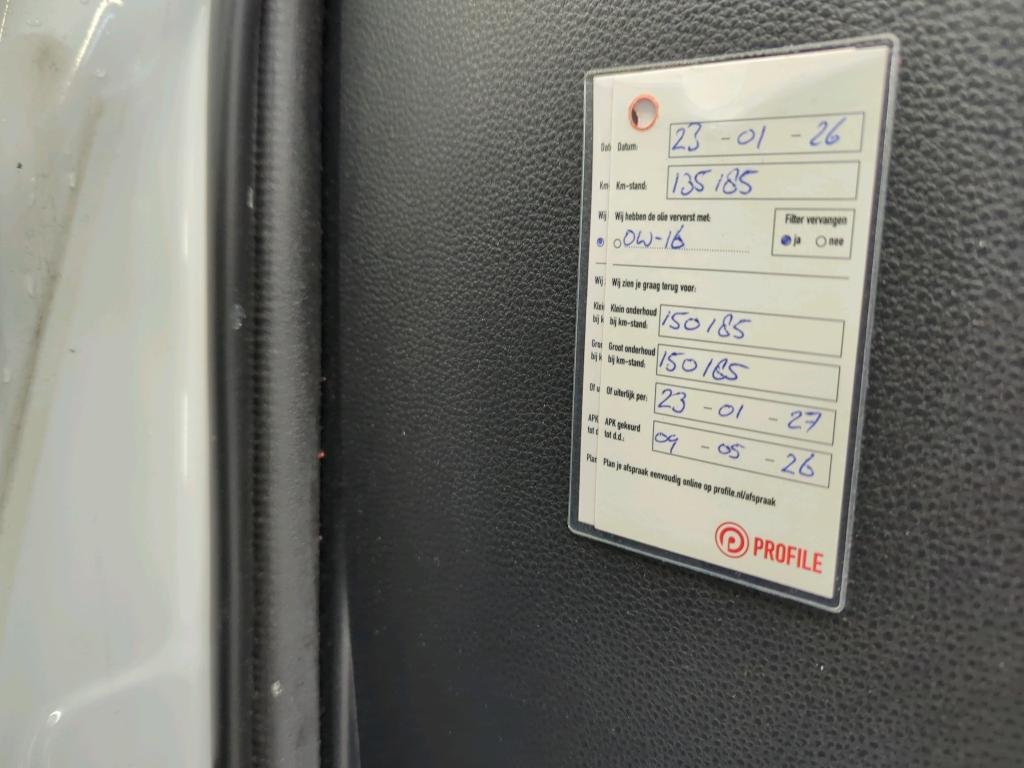 Datum: 23 - 01 - 26
Km-stand: 135185
Wij hebben de olie ververst met:
0W-16
Filter vervangen
ja nee
Wij zien je graag terug voor:
Klein onderhoud
bij km-stand: 150185
Groot onderhoud
bij km-stand: 150185
Of uiterlijk per: 23 - 01 - 27
APK gekeurd
tot d.d.: 09 - 05 - 26
Plan je afspraak eenvoudig online op profile.nl/afspraak
PROFILE